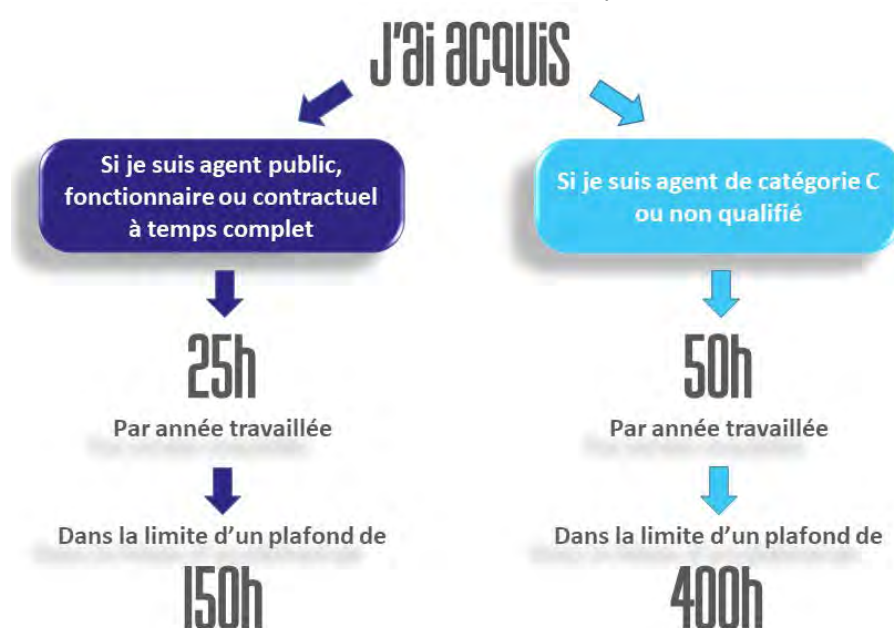 J'ai acquis
Si je suis agent public,
fonctionnaire ou contractuel
à temps complet
25h
Par année travaillée
Dans la limite d'un plafond de
150h
Si je suis agent de catégorie C
ou non qualifié
50h
Par année travaillée
Dans la limite d'un plafond de
400h